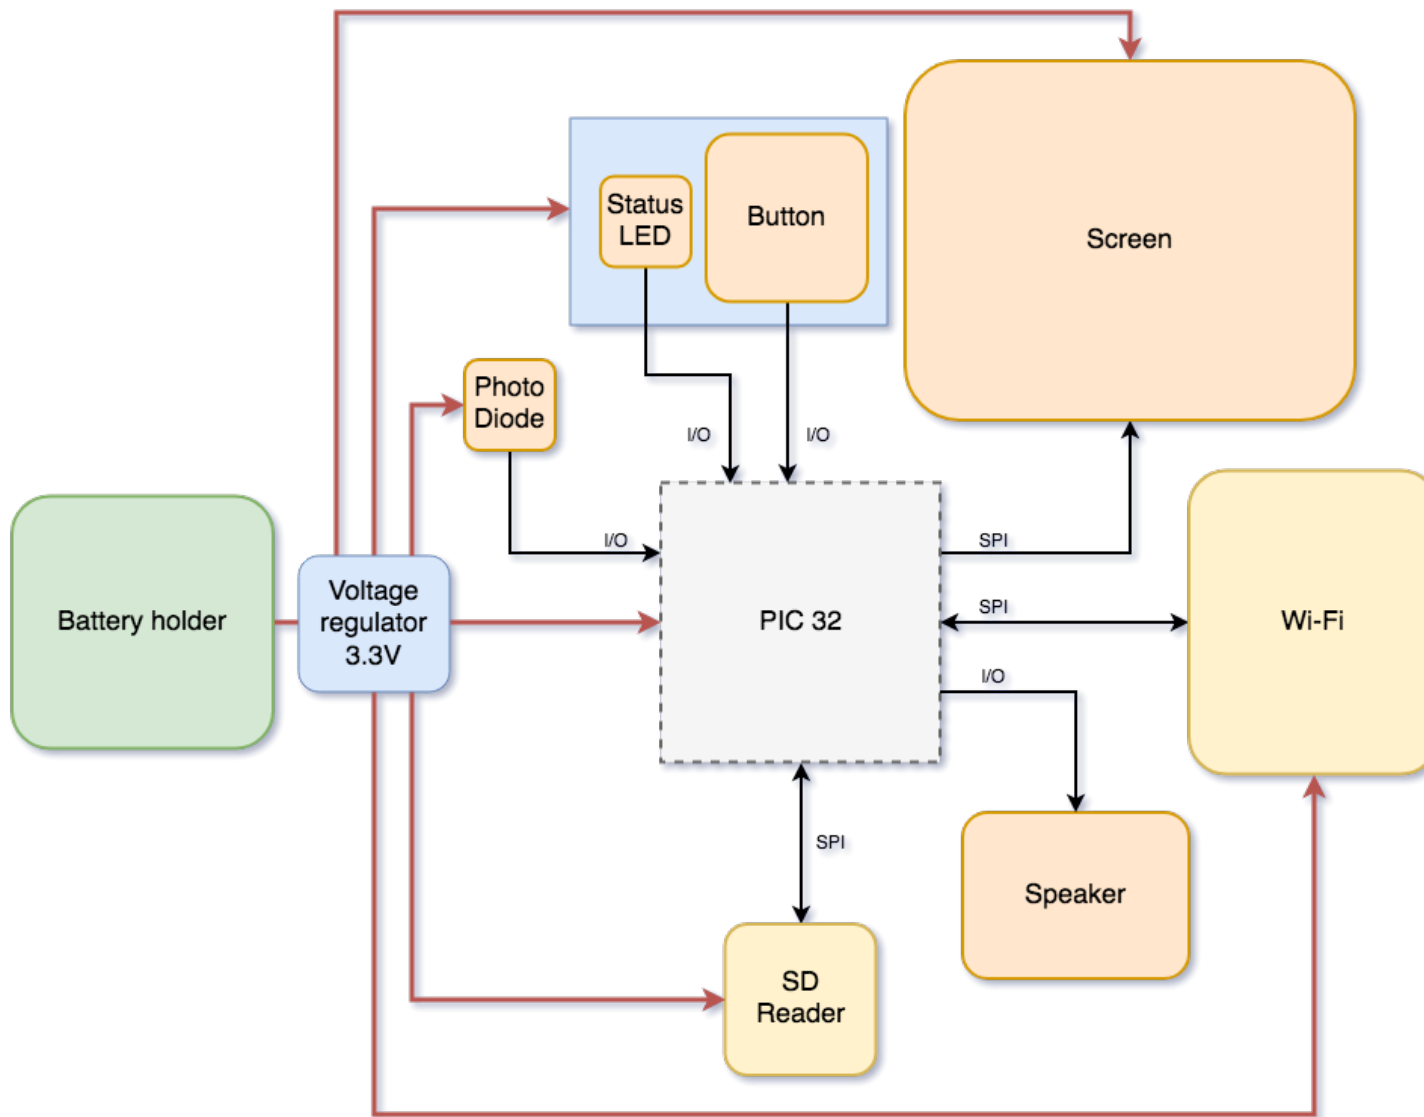 Status
LED
Button
Screen
Photo
Diode
I/O
I/O
I/O
SPI
Battery holder
Voltage
regulator
3.3V
PIC 32
SPI
Wi-Fi
I/O
SPI
Speaker
SD
Reader